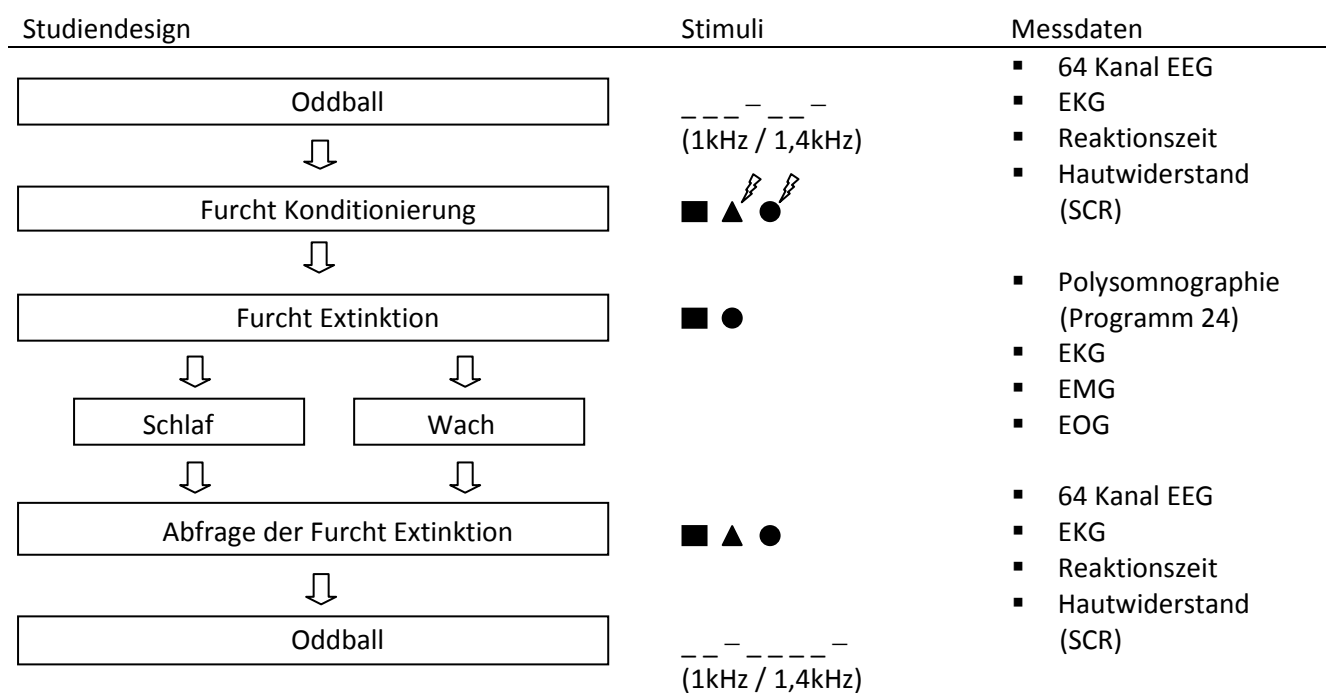 Studiendesign Stimuli Messdaten
Oddball
_ _ _ ‾ _ _ ‾
(1kHz / 1,4kHz)
Furcht Konditionierung
Furcht Extinktion
Schlaf Wach
Abfrage der Furcht Extinktion
Oddball
_ _ ‾ _ _ _ _ ‾
(1kHz / 1,4kHz)
▪ 64 Kanal EEG
▪ EKG
▪ Reaktionszeit
▪ Hautwiderstand
(SCR)
▪ Polysomnographie
(Programm 24)
▪ EKG
▪ EMG
▪ EOG
▪ 64 Kanal EEG
▪ EKG
▪ Reaktionszeit
▪ Hautwiderstand
(SCR)